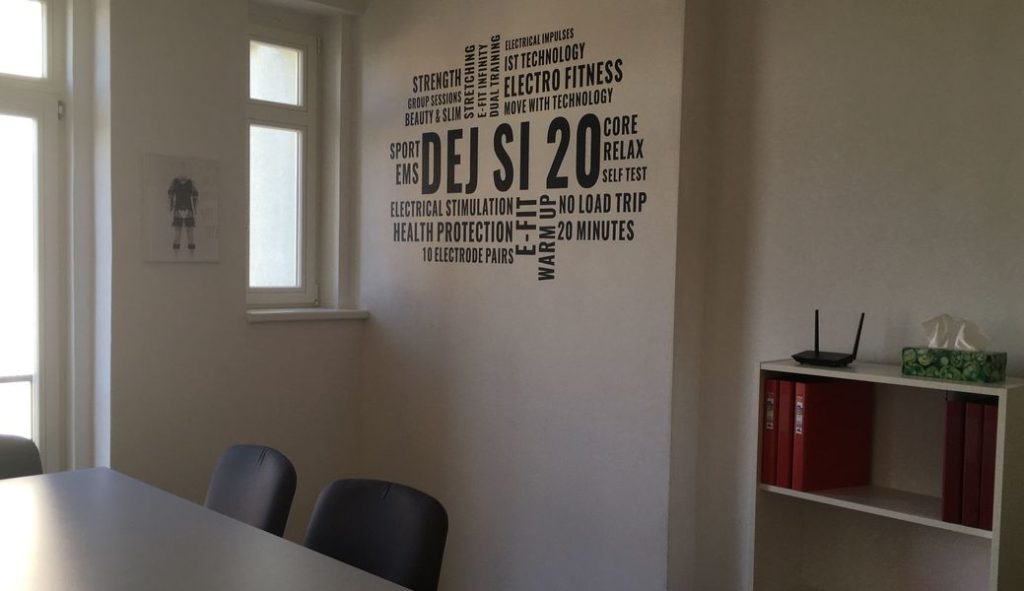 ELECTRICAL IMPULSES
IST TECHNOLOGY
STRENGTH
STRETCHING
E-FIT INFINITY
DUAL TRAINING
ELECTRO FITNESS
GROUP SESSIONS
MOVE WITH TECHNOLOGY
BEAUTY & SLIM
SPORT
EMS
DEJ SI 20
CORE
RELAX
SELF TEST
ELECTRICAL STIMULATION
E-FIT
WARM UP
NO LOAD TRIP
HEALTH PROTECTION
20 MINUTES
10 ELECTRODE PAIRS